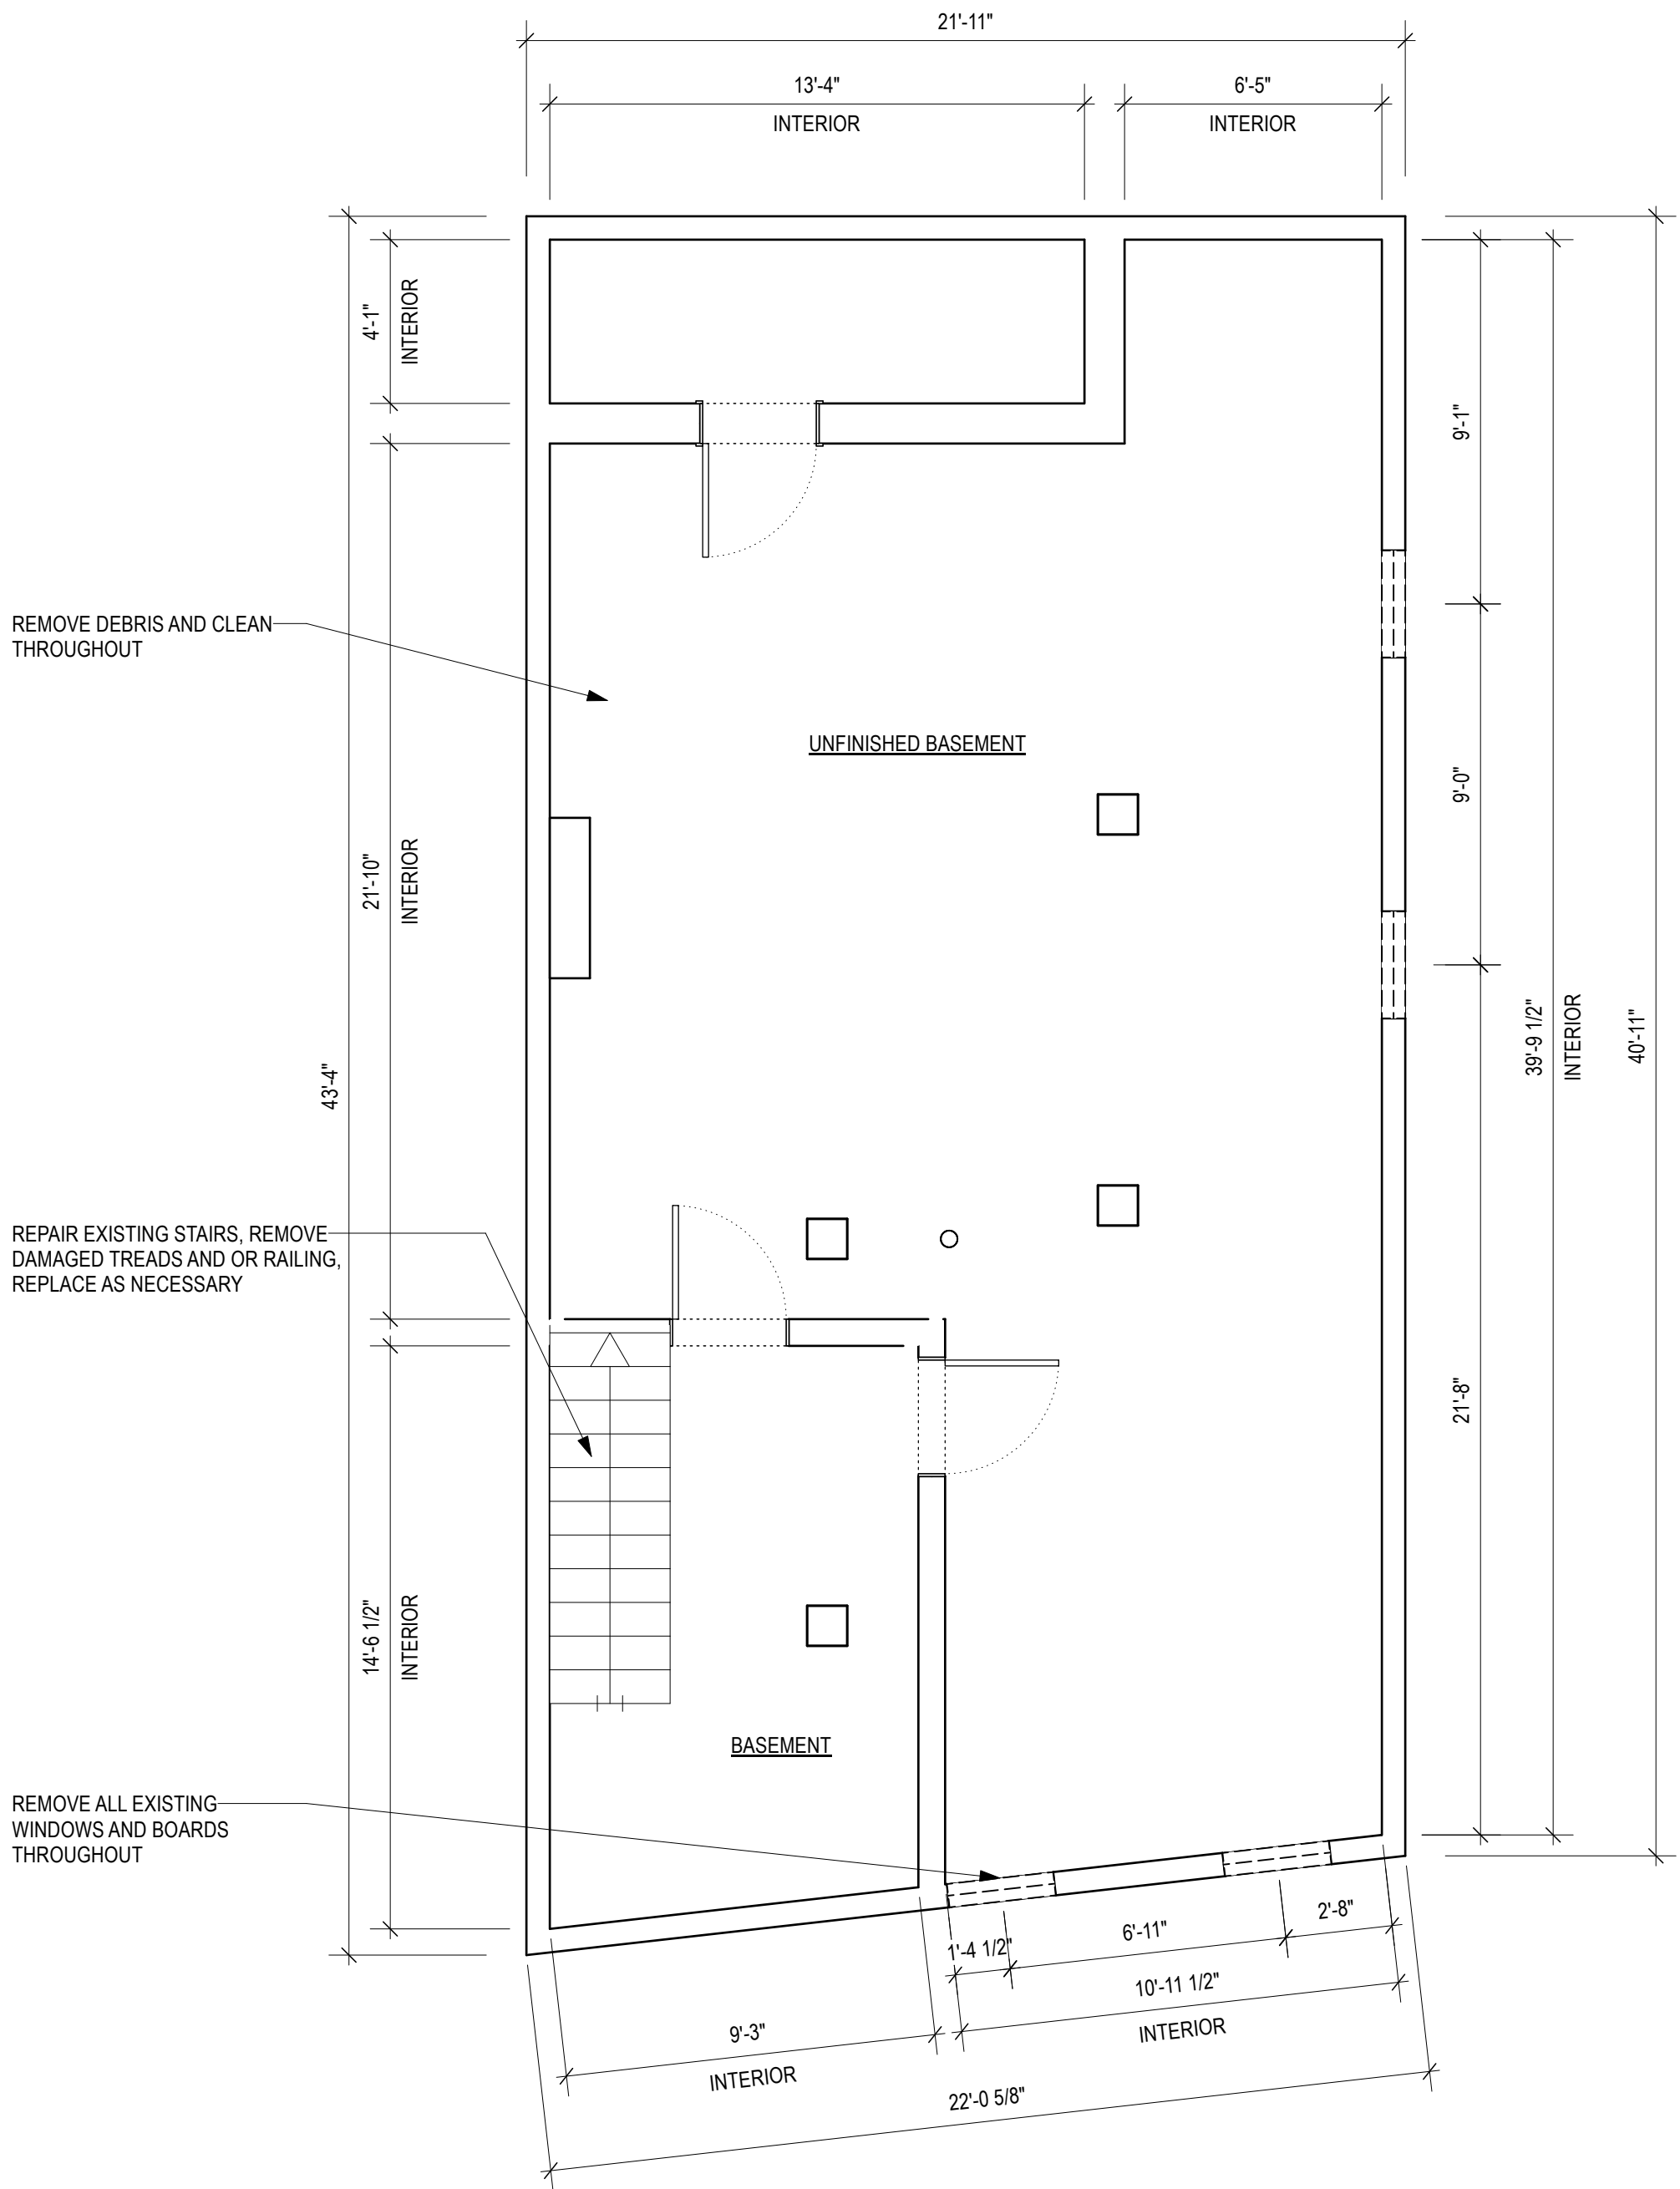 21'-11"
13'-4"
INTERIOR
6'-5"
INTERIOR
4'-1"
INTERIOR
9'-1"
REMOVE DEBRIS AND CLEAN
THROUGHOUT
UNFINISHED BASEMENT
9'-0"
21'-10"
INTERIOR
39'-9 1/2"
INTERIOR
40'-11"
43'-4"
REPAIR EXISTING STAIRS, REMOVE
DAMAGED TREADS AND OR RAILING,
REPLACE AS NECESSARY
21'-8"
14'-6 1/2"
INTERIOR
BASEMENT
REMOVE ALL EXISTING
WINDOWS AND BOARDS
THROUGHOUT
2'-8"
6'-11"
1'-4 1/2"
10'-11 1/2"
INTERIOR
9'-3"
INTERIOR
22'-0 5/8"